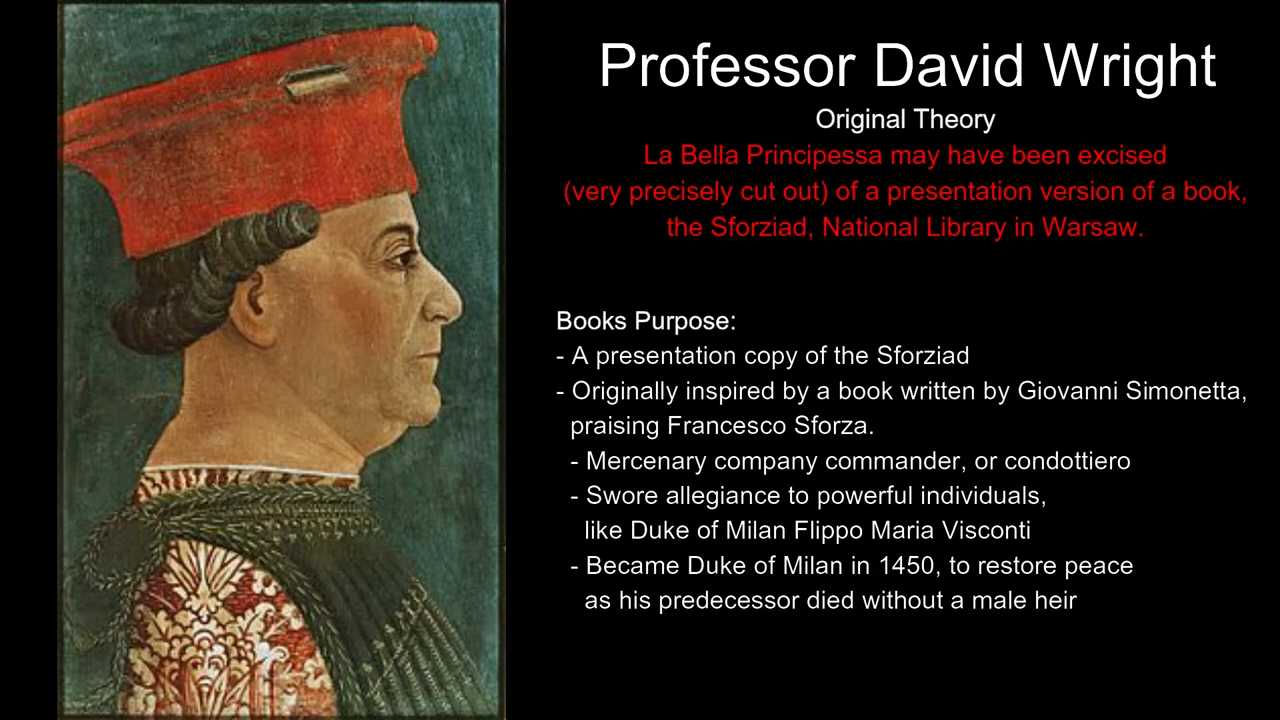 Professor David Wright
Original Theory
La Bella Principessa may have been excised
(very precisely cut out) of a presentation version of a book,
the Sforziad, National Library in Warsaw.
Books Purpose:
- A presentation copy of the Sforziad
- Originally inspired by a book written by Giovanni Simonetta,
praising Francesco Sforza.
- Mercenary company commander, or condottiero
- Swore allegiance to powerful individuals,
like Duke of Milan Flippo Maria Visconti
- Became Duke of Milan in 1450, to restore peace
as his predecessor died without a male heir